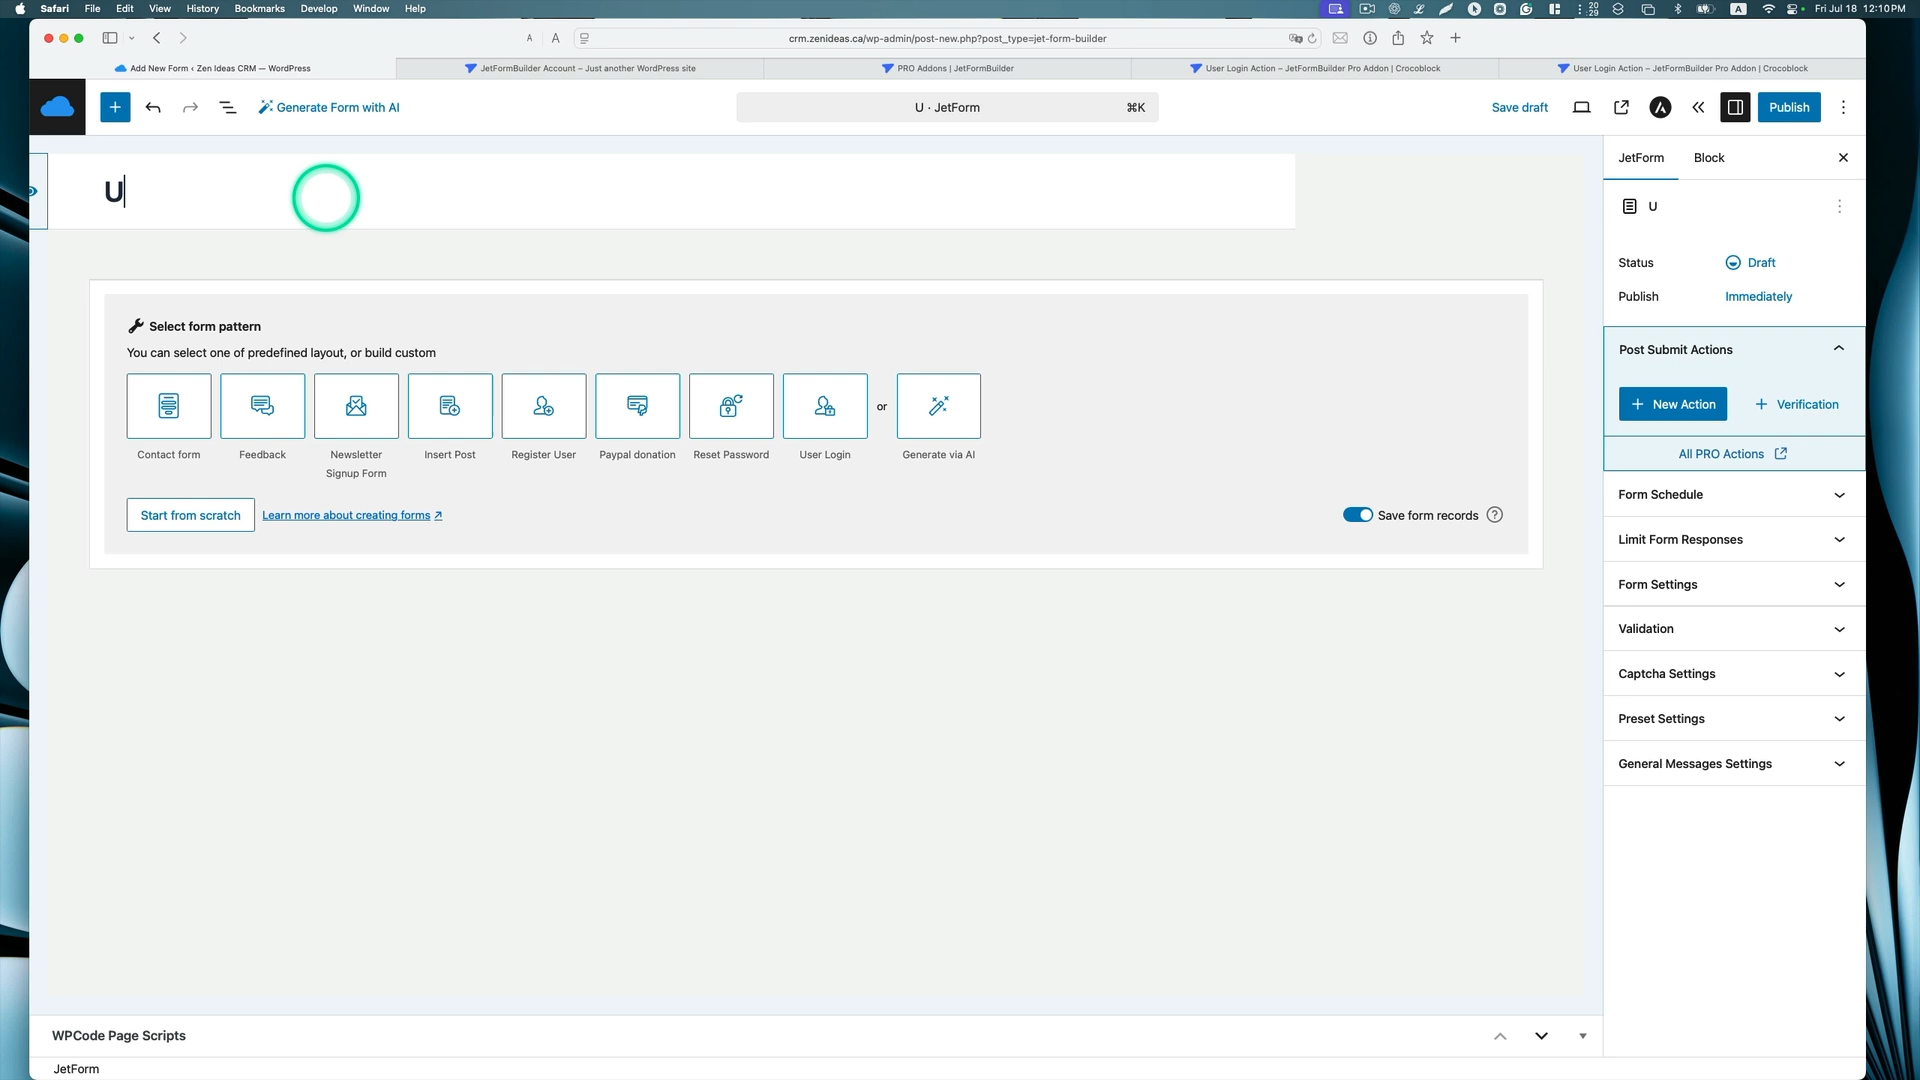 Safari File Edit View History Bookmarks Develop Window Help
20
29
A
Fri Jul 18 12:10PM
A A
crm.zenideas.ca/wp-admin/post-new.php?post_type=jet-form-builder
Add New Form ‹ Zen Ideas CRM — WordPress
JetFormBuilder Account – Just another WordPress site
PRO Addons | JetFormBuilder
User Login Action – JetFormBuilder Pro Addon | Crocoblock
User Login Action – JetFormBuilder Pro Addon | Crocoblock
Generate Form with AI
U · JetForm
⌘K
Save draft
Publish
U
JetForm
Block
U
Status
Draft
Publish
Immediately
Post Submit Actions
+ New Action
+ Verification
All PRO Actions
Form Schedule
Limit Form Responses
Form Settings
Validation
Captcha Settings
Preset Settings
General Messages Settings
Select form pattern
You can select one of predefined layout, or build custom
Contact form
Feedback
Newsletter
Signup Form
Insert Post
Register User
Paypal donation
Reset Password
User Login
or
Generate via AI
Start from scratch
Learn more about creating forms ↗
Save form records ?
WPCode Page Scripts
JetForm